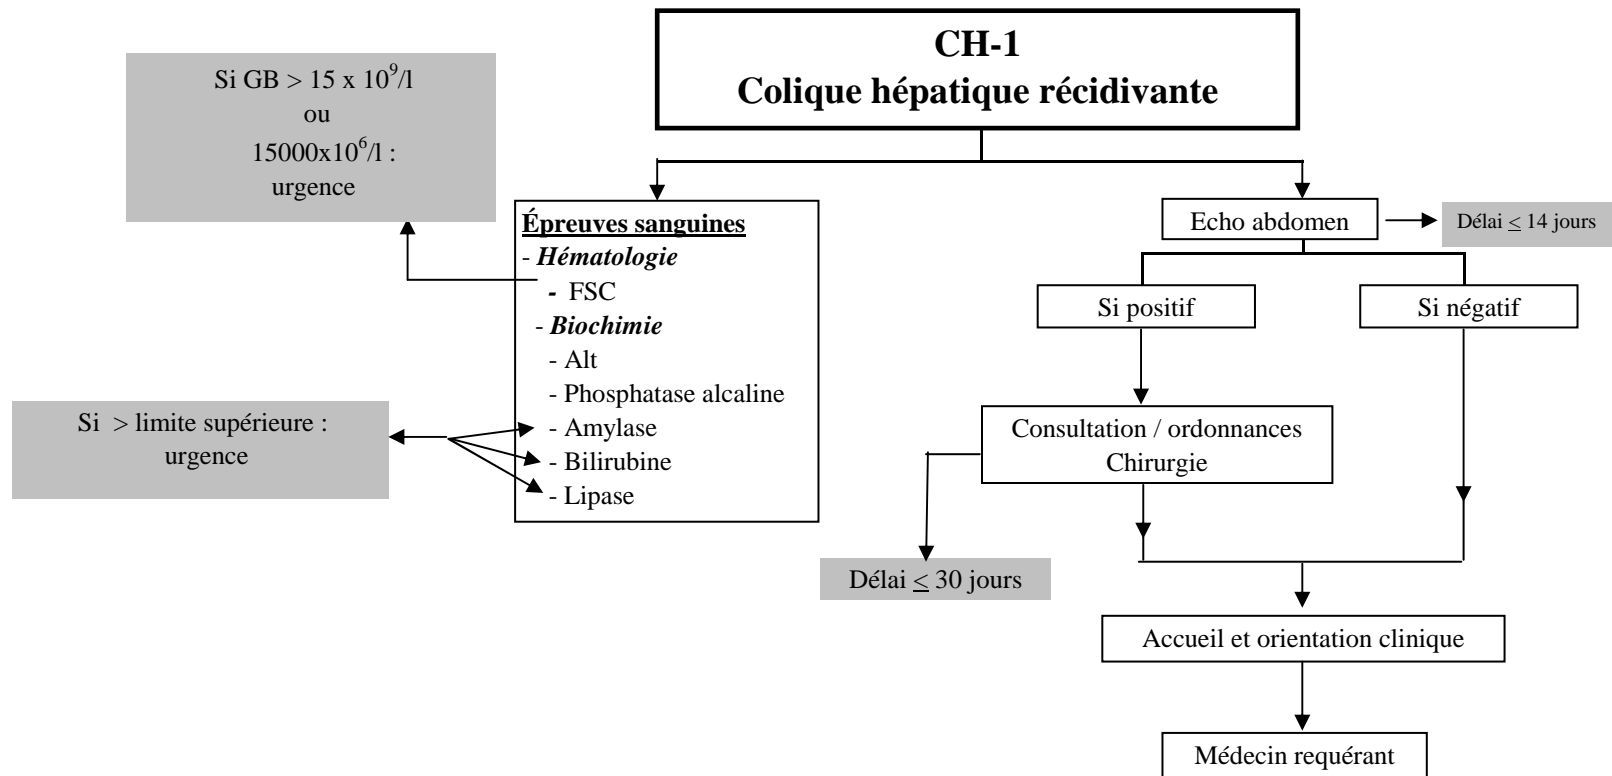 CH-1
Colique hépatique récidivante
Si GB > 15 x 10⁹/l
ou
15000x10⁶/l :
urgence
Épreuves sanguines
- Hématologie
- FSC
- Biochimie
- Alt
- Phosphatase alcaline
- Amylase
- Bilirubine
- Lipase
Si > limite supérieure :
urgence
Echo abdomen
Délai ≤ 14 jours
Si positif
Si négatif
Consultation / ordonnances
Chirurgie
Délai ≤ 30 jours
Accueil et orientation clinique
Médecin requérant